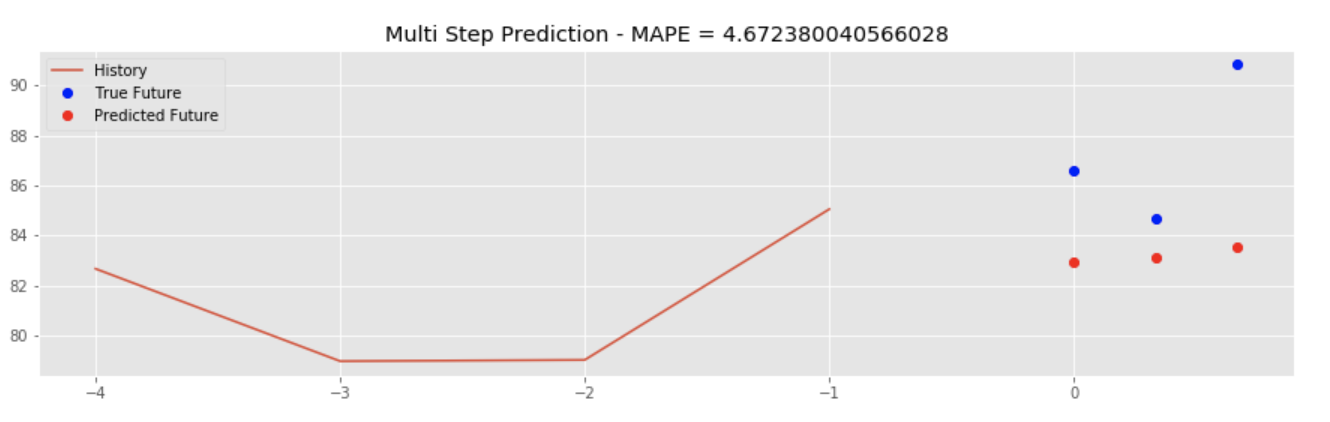 Multi Step Prediction - MAPE = 4.672380040566028
History
True Future
Predicted Future
90
88
86
84
82
80
−4
−3
−2
−1
0